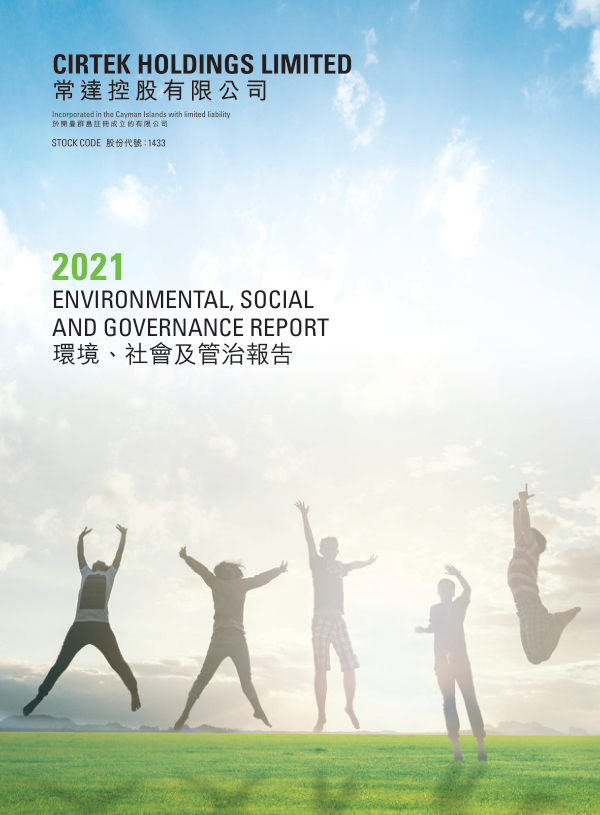 CIRTEK HOLDINGS LIMITED
常達控股有限公司
Incorporated in the Cayman Islands with limited liability
於開曼群島註冊成立的有限公司
STOCK CODE 股份代號：1433
2021
ENVIRONMENTAL, SOCIAL
AND GOVERNANCE REPORT
環境、社會及管治報告